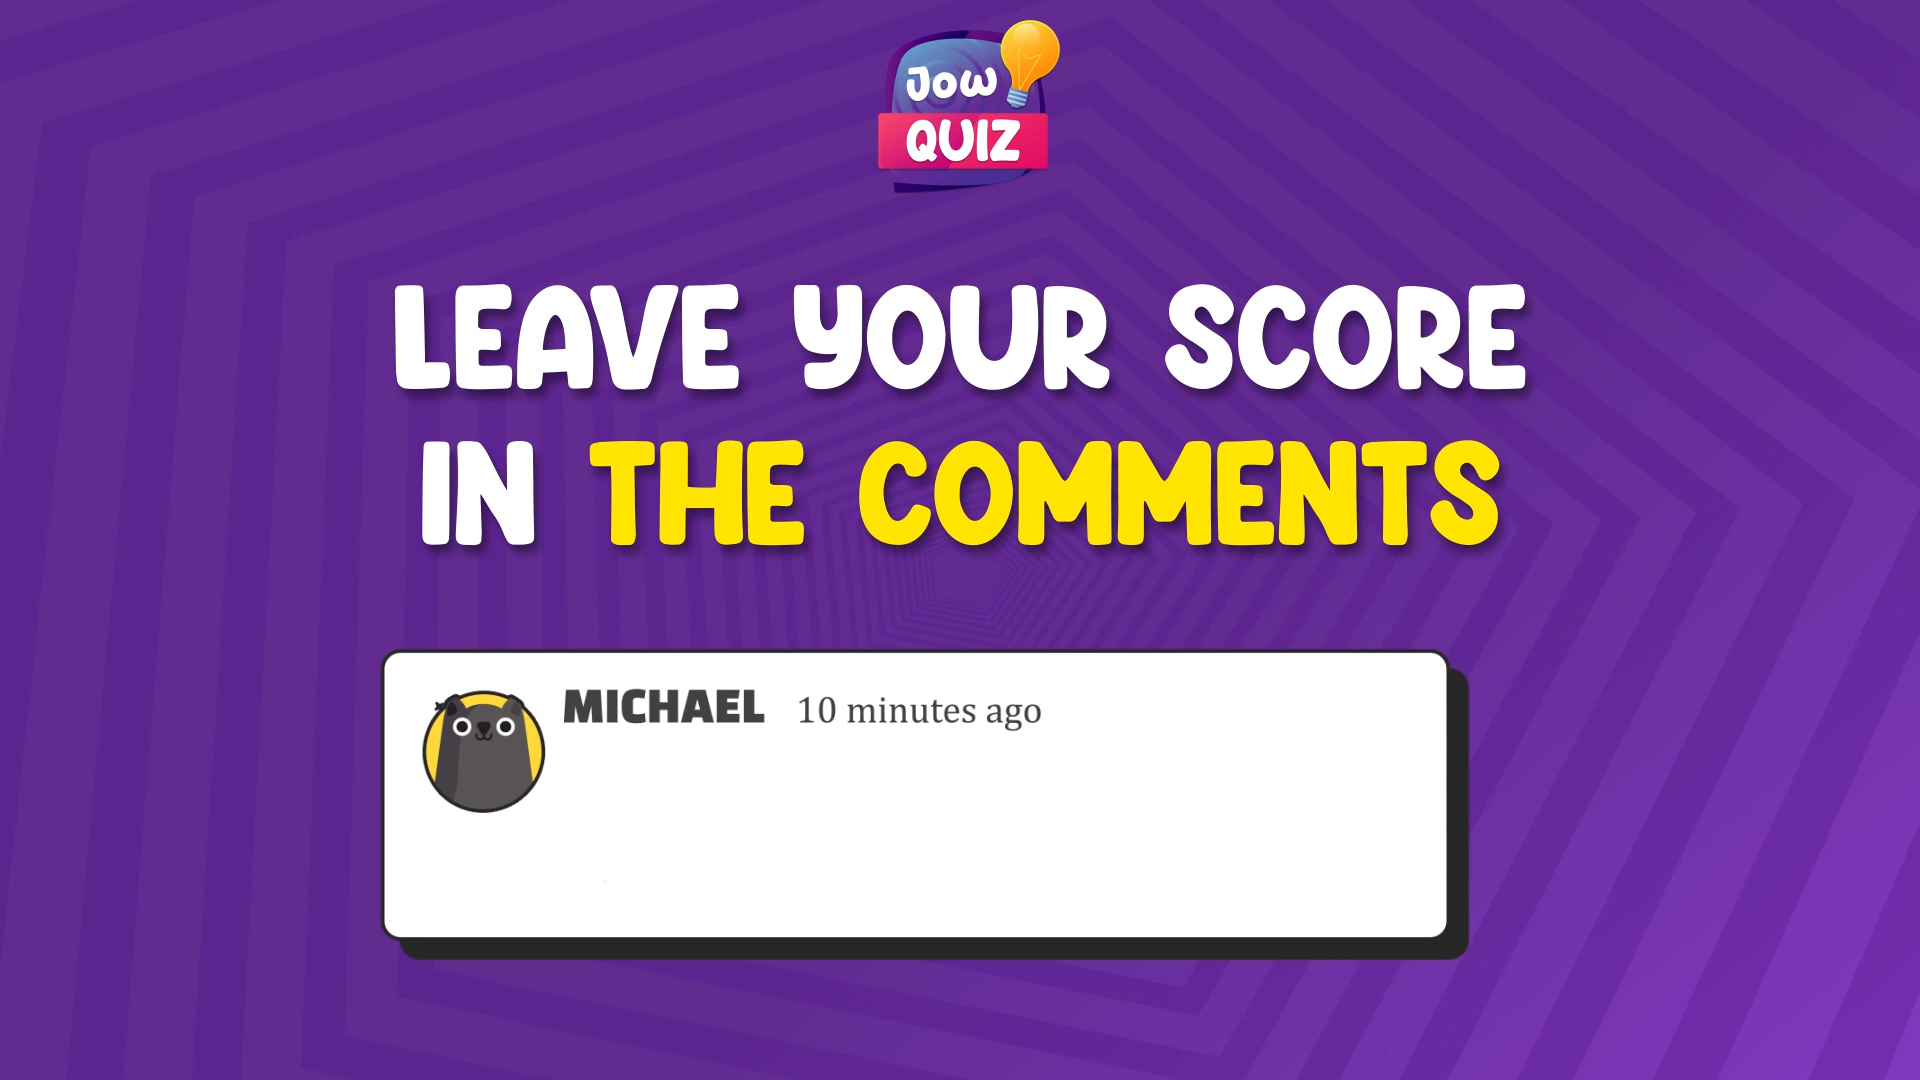 Jow
QUIZ
LEAVE YOUR SCORE
IN THE COMMENTS
MICHAEL 10 minutes ago